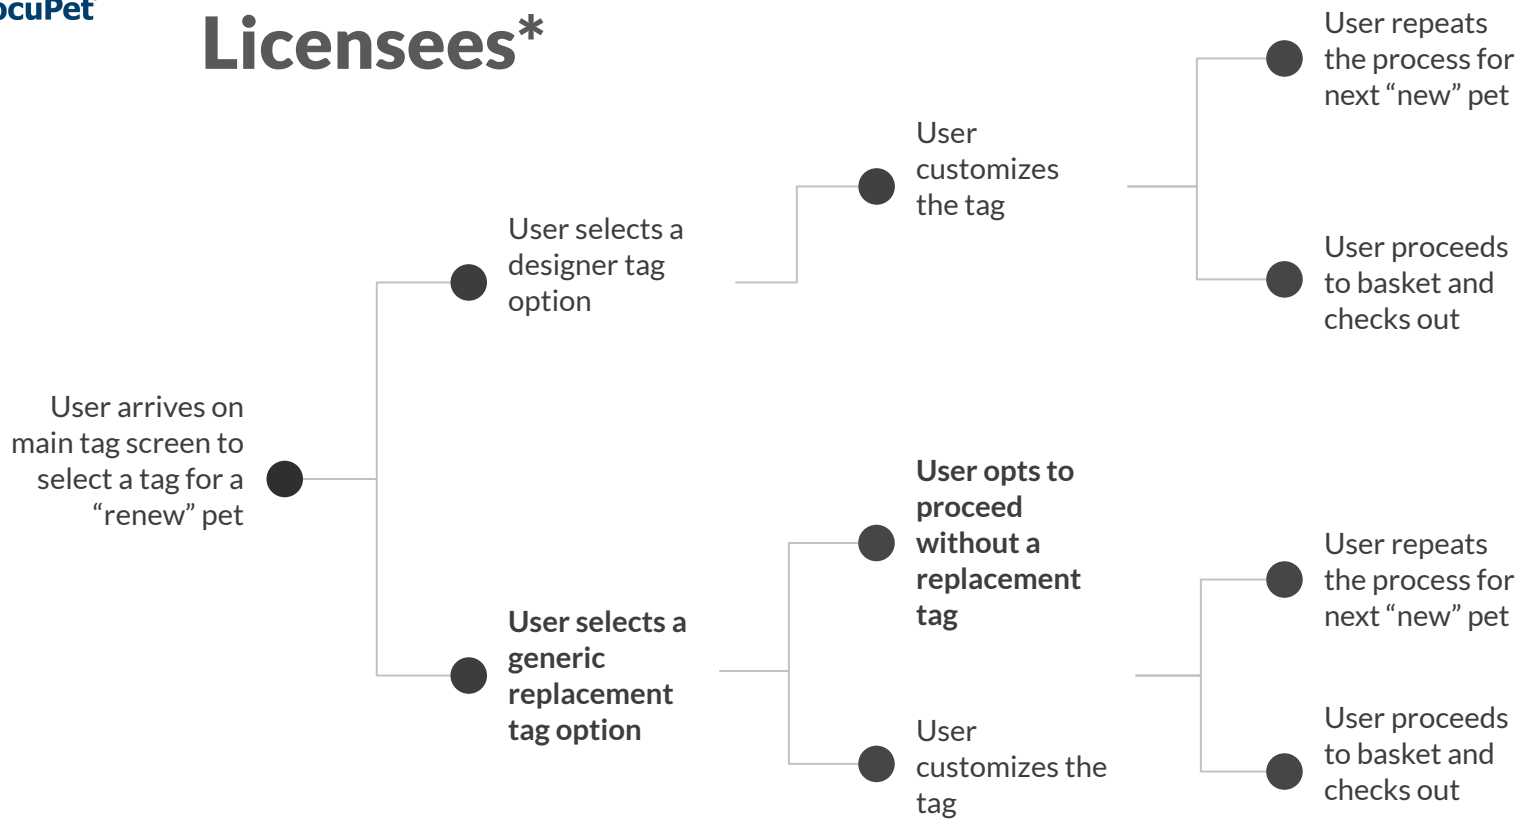 ocuPet
Licensees*
User arrives on
main tag screen to
select a tag for a
“renew” pet
User selects a
designer tag
option
User
customizes
the tag
User repeats
the process for
next “new” pet
User proceeds
to basket and
checks out
User selects a
generic
replacement
tag option
User opts to
proceed
without a
replacement
tag
User
customizes the
tag
User repeats
the process for
next “new” pet
User proceeds
to basket and
checks out